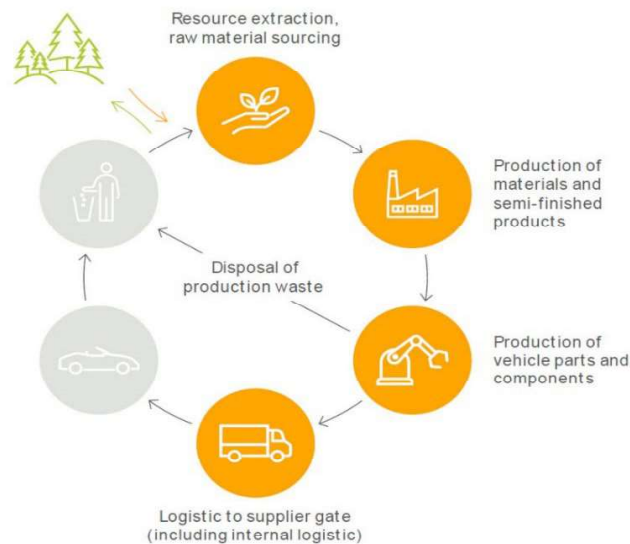 Resource extraction,
raw material sourcing
Production of
materials and
semi-finished
products
Disposal of
production waste
Production of
vehicle parts and
components
Logistic to supplier gate
(including internal logistic)